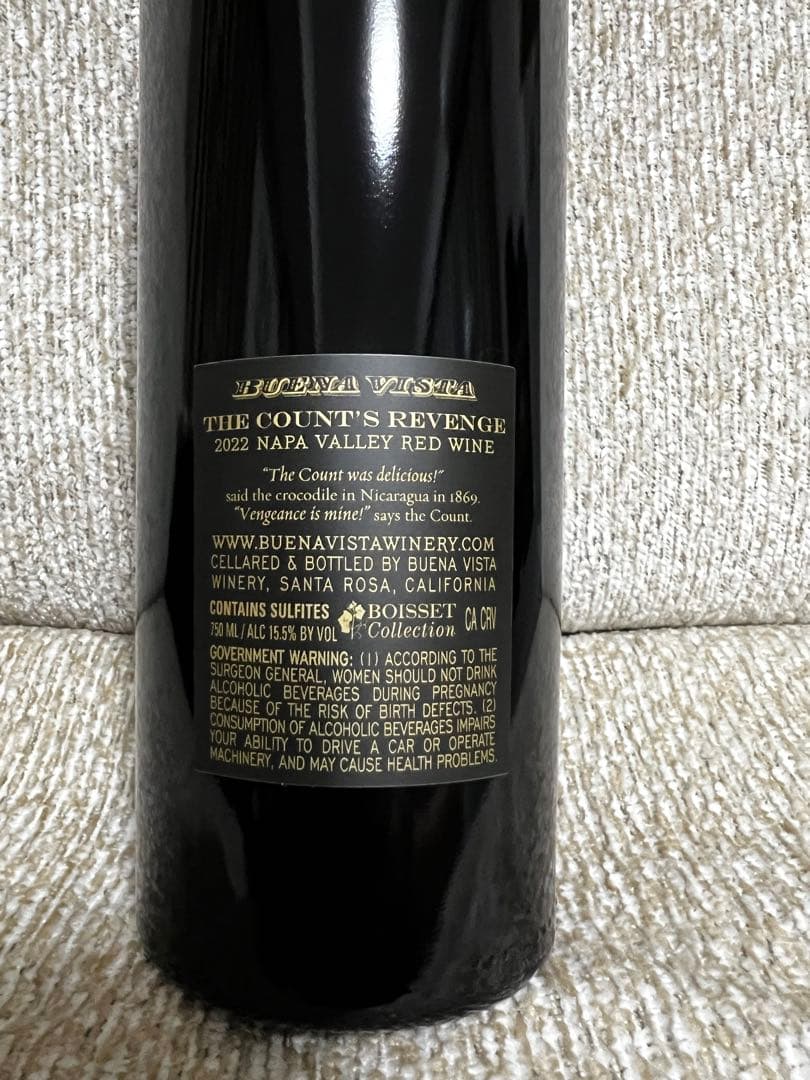 BUENA VISTA
THE COUNT'S REVENGE
2022 NAPA VALLEY RED WINE
"The Count was delicious!"
said the crocodile in Nicaragua in 1869.
"Vengeance is mine!" says the Count.
WWW.BUENAVISTAWINERY.COM
CELLARED & BOTTLED BY BUENA VISTA
WINERY, SANTA ROSA, CALIFORNIA
CONTAINS SULFITES
750 ML / ALC 15.5% BY VOL
BOISSET
Collection
CA CRV
GOVERNMENT WARNING: (1) ACCORDING TO THE
SURGEON GENERAL, WOMEN SHOULD NOT DRINK
ALCOHOLIC BEVERAGES DURING PREGNANCY
BECAUSE OF THE RISK OF BIRTH DEFECTS. (2)
CONSUMPTION OF ALCOHOLIC BEVERAGES IMPAIRS
YOUR ABILITY TO DRIVE A CAR OR OPERATE
MACHINERY, AND MAY CAUSE HEALTH PROBLEMS.